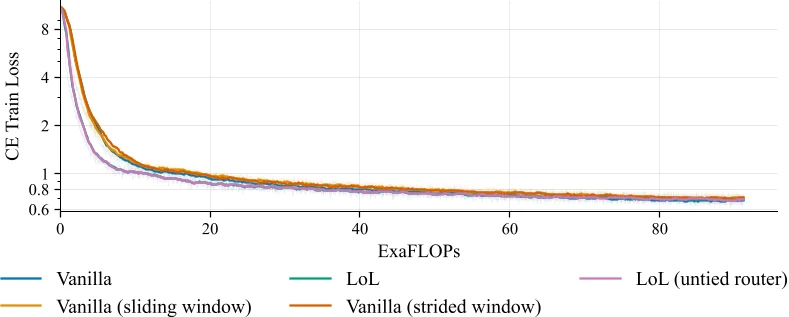 CE Train Loss
8
4
2
1
0.8
0.6
0 20 40 60 80
ExaFLOPs
Vanilla LoL LoL (untied router)
Vanilla (sliding window) Vanilla (strided window)